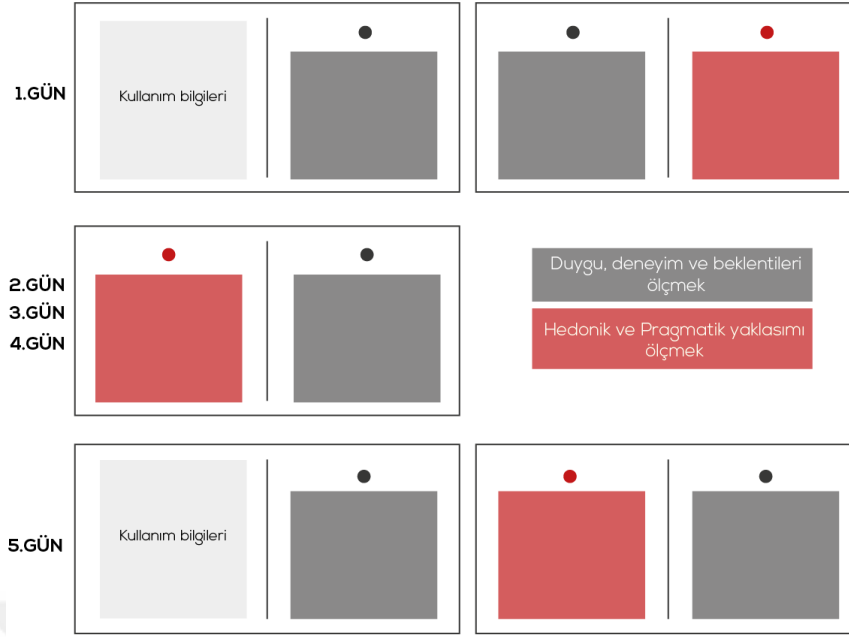 1.GÜN
Kullanım bilgileri
2.GÜN
3.GÜN
4.GÜN
Duygu, deneyim ve beklentileri
ölçmek
Hedonik ve Pragmatik yaklasımı
ölçmek
5.GÜN
Kullanım bilgileri